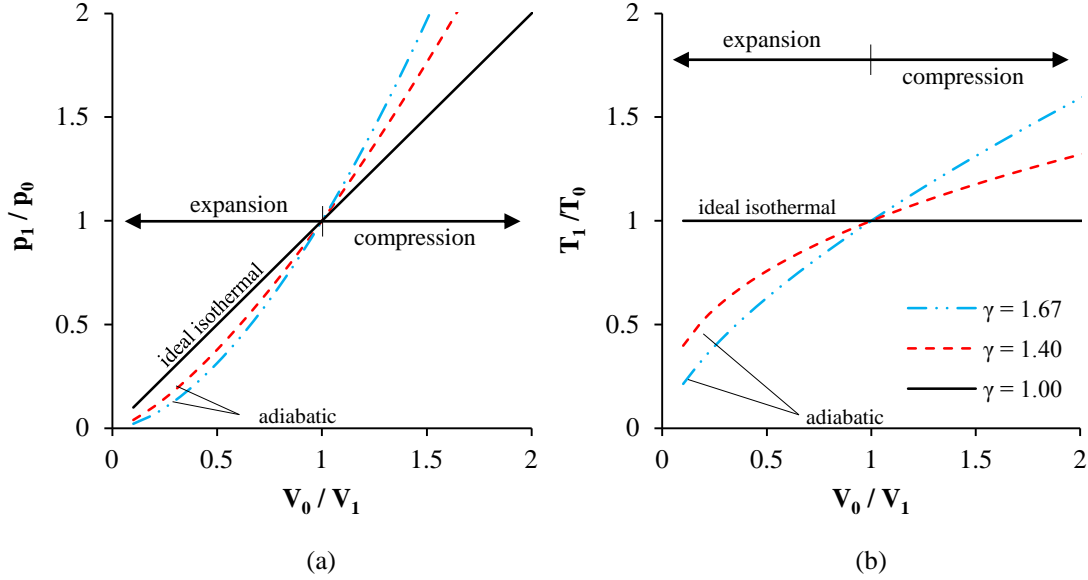 2
1.5
1
0.5
0
p₁ / p₀
expansion
compression
ideal isothermal
adiabatic
0
0.5
1
1.5
2
V₀ / V₁
(a)
2
1.5
1
0.5
0
T₁ /T₀
expansion
compression
ideal isothermal
γ = 1.67
γ = 1.40
γ = 1.00
adiabatic
0
0.5
1
1.5
2
V₀ / V₁
(b)